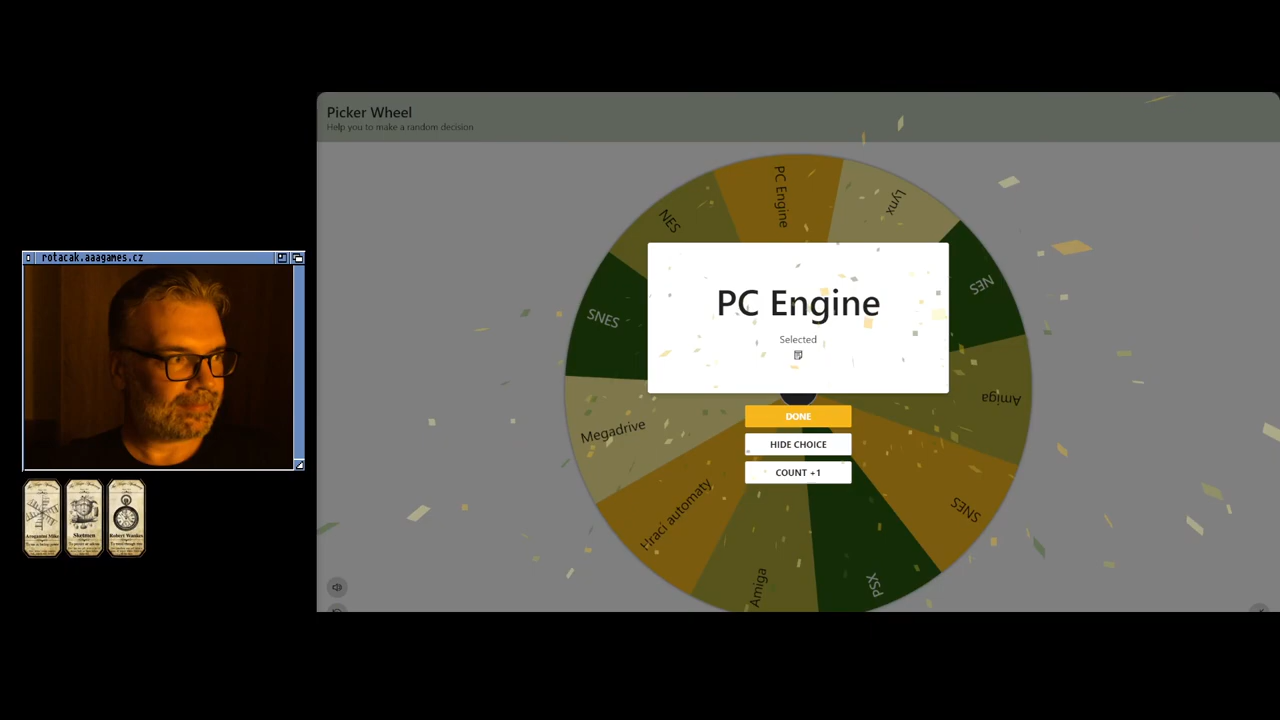 Picker Wheel
Help you to make a random decision
PC Engine
Lynx
NES
NES
SNES
Amiga
Megadrive
SNES
Hraci automaty
Amiga
PSX
PC Engine
Selected
DONE
HIDE CHOICE
COUNT +1
rotacak.aaagames.cz